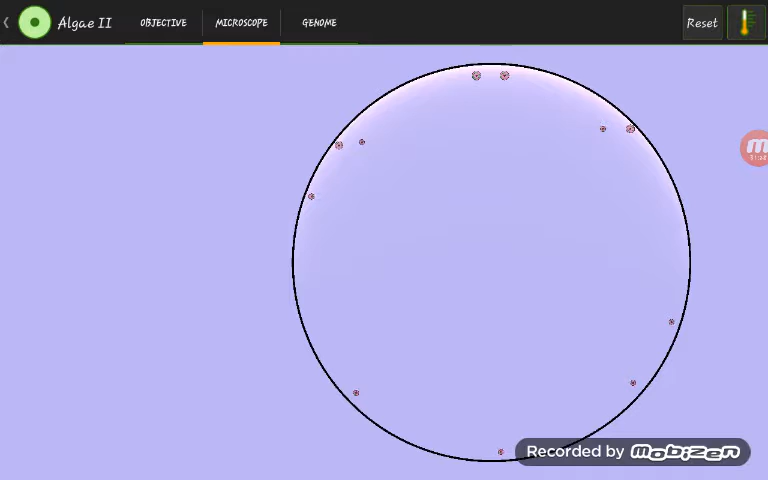 Algae II
OBJECTIVE
MICROSCOPE
GENOME
Reset
Recorded by mobizen